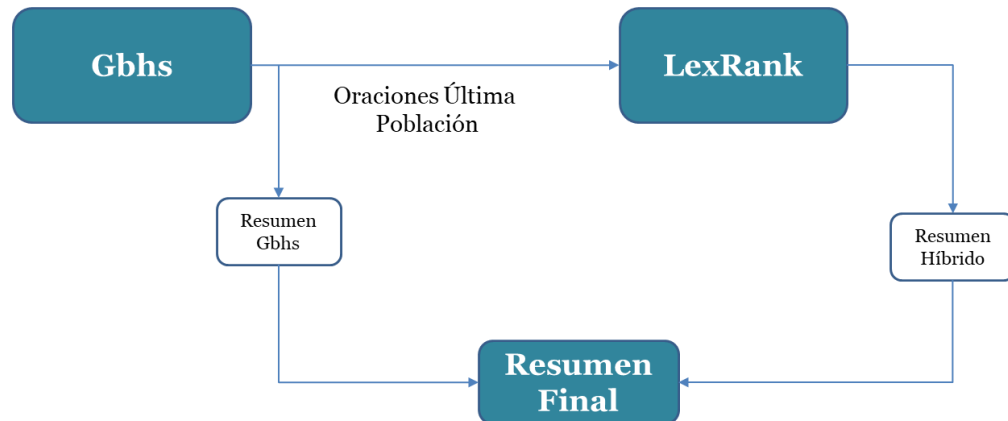 Gbhs
LexRank
Oraciones Última
Población
Resumen
Gbhs
Resumen
Híbrido
Resumen
Final